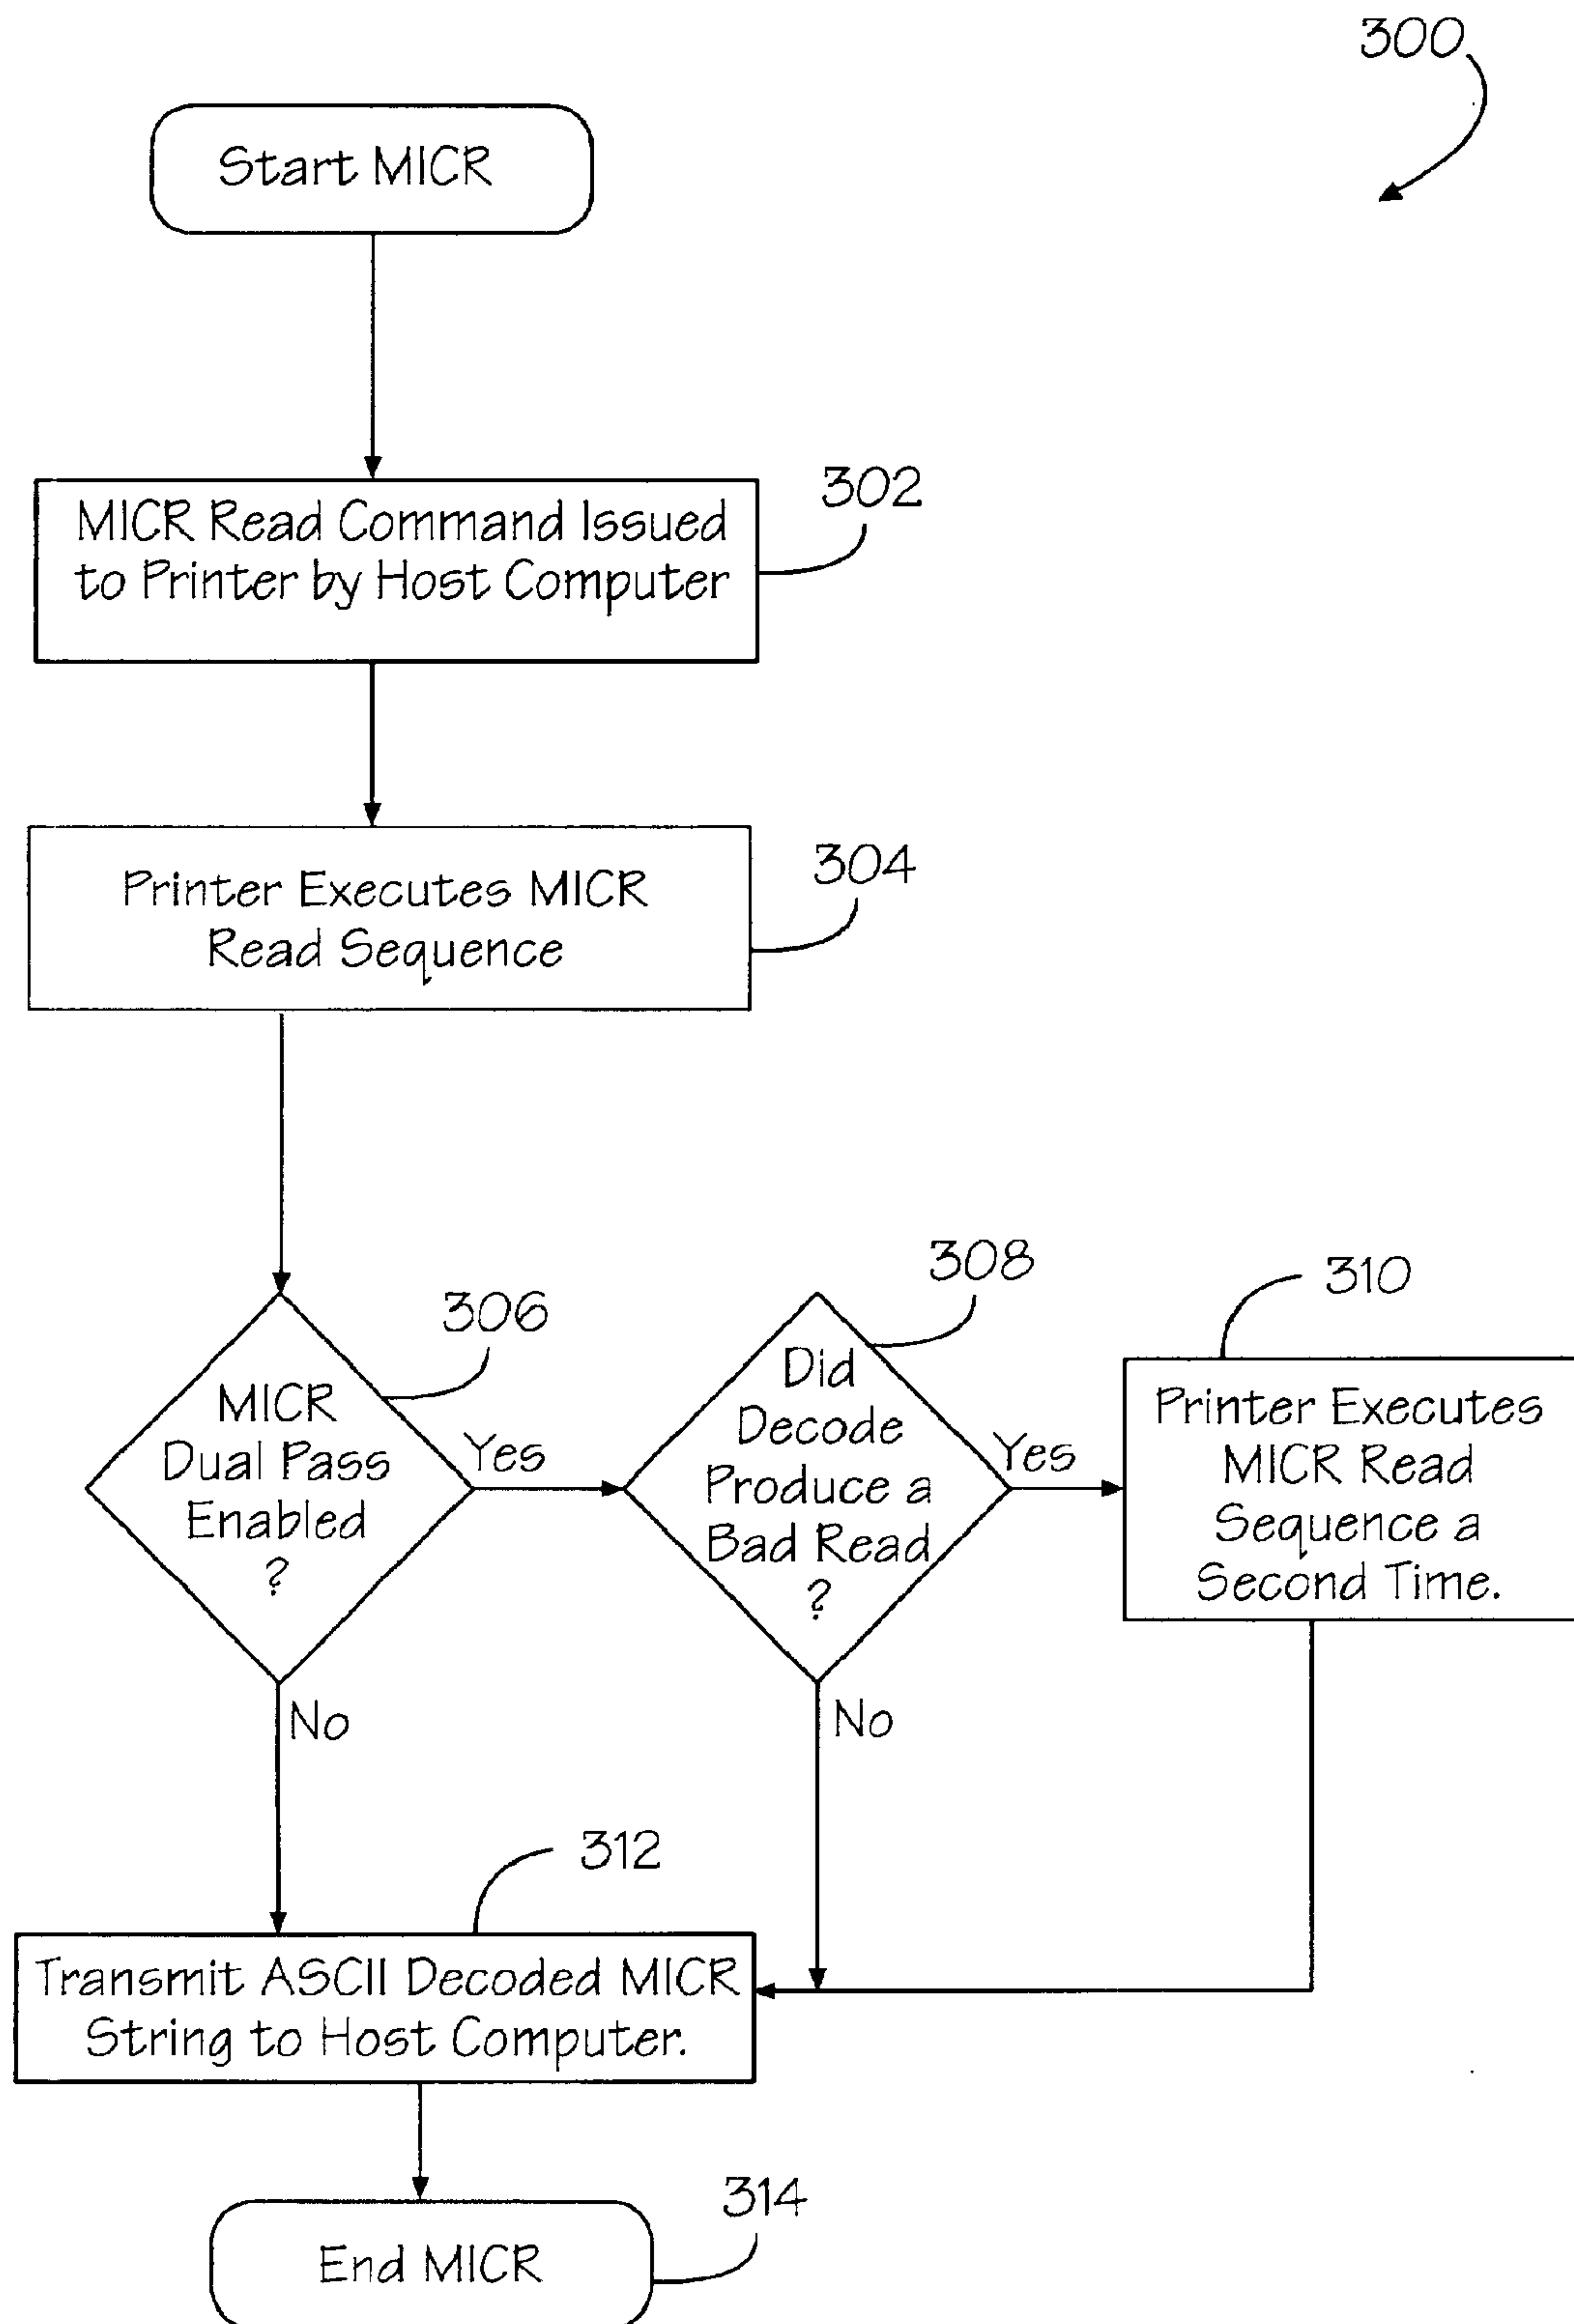 300
Start MICR
302
MICR Read Command Issued
to Printer by Host Computer
304
Printer Executes MICR
Read Sequence
306
MICR
Dual Pass
Enabled
?
Yes
No
308
Did
Decode
Produce a
Bad Read
?
Yes
No
310
Printer Executes
MICR Read
Sequence a
Second Time.
312
Transmit ASCII Decoded MICR
String to Host Computer.
314
End MICR